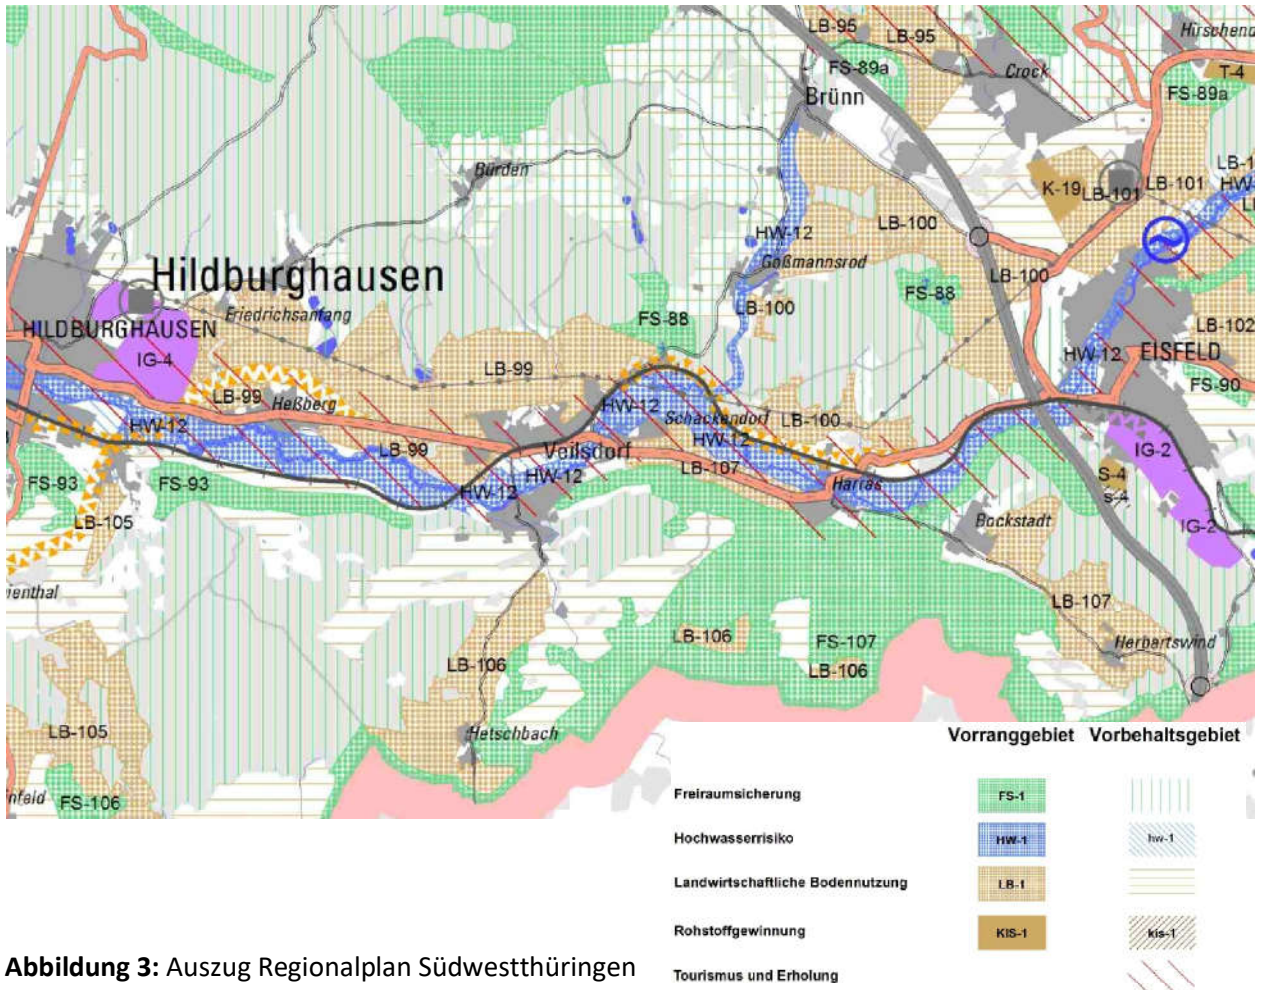 LB-95
LB-95
Hirschend
FS-89a
Crock
T-4
Brünn
FS-89a
Bürden
LB-1
K-19
LB-101
LB-101
HW-
LB-100
HW-12
Goßmannsrod
LB-100
Hildburghausen
FS-88
LB-100
Friedrichsanfang
HILDBURGHAUSEN
FS-88
LB-102
IG-4
LB-99
HW-12
EISFELD
FS-90
LB-99
Heßberg
HW-12
Schackendorf
LB-100
HW-12
HW-12
LB-99
Veilsdorf
IG-2
LB-107
FS-93
FS-93
HW-12
HW-12
Harras
S-4
s-4
LB-105
Bockstadt
IG-2
ienthal
LB-107
LB-106
FS-107
Herbartswind
LB-106
LB-106
LB-105
Hetschbach
nfeld
FS-106
Vorranggebiet Vorbehaltsgebiet
Freiraumsicherung FS-1
Hochwasserrisiko HW-1 hw-1
Landwirtschaftliche Bodennutzung LB-1
Rohstoffgewinnung KIS-1 kis-1
Tourismus und Erholung
Abbildung 3: Auszug Regionalplan Südwestthüringen